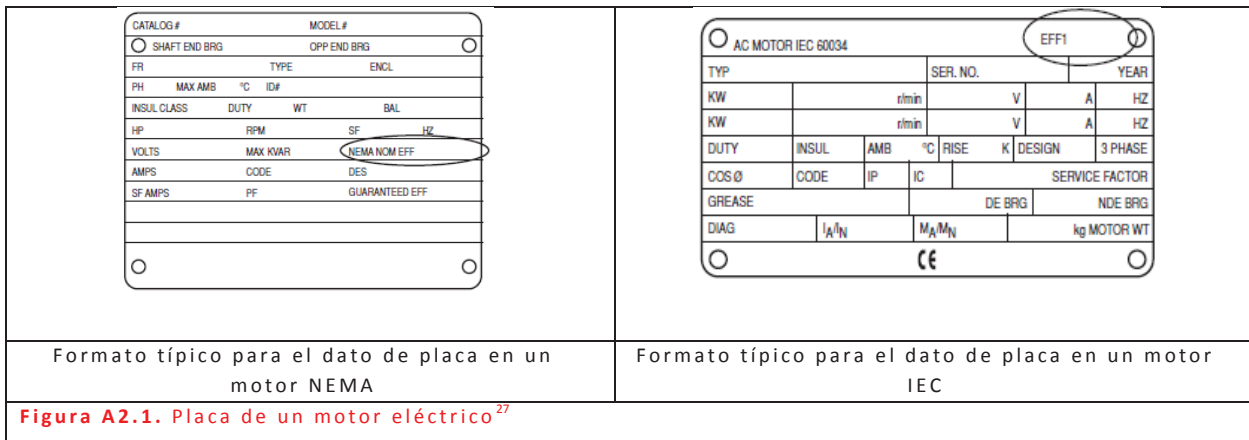 CATALOG # MODEL #
SHAFT END BRG OPP END BRG
FR TYPE ENCL
PH MAX AMB ºC ID#
INSUL CLASS DUTY WT BAL
HP RPM SF HZ
VOLTS MAX KVAR NEMA NOM EFF
AMPS CODE DES
SF AMPS PF GUARANTEED EFF
AC MOTOR IEC 60034 EFF1
TYP SER. NO. YEAR
KW r/min V A HZ
KW r/min V A HZ
DUTY INSUL AMB ºC RISE K DESIGN 3 PHASE
COS Ø CODE IP IC SERVICE FACTOR
GREASE DE BRG NDE BRG
DIAG IA/IN MA/MN kg MOTOR WT
CE
Formato típico para el dato de placa en un
motor NEMA
Formato típico para el dato de placa en un motor
IEC
Figura A2.1. Placa de un motor eléctrico27